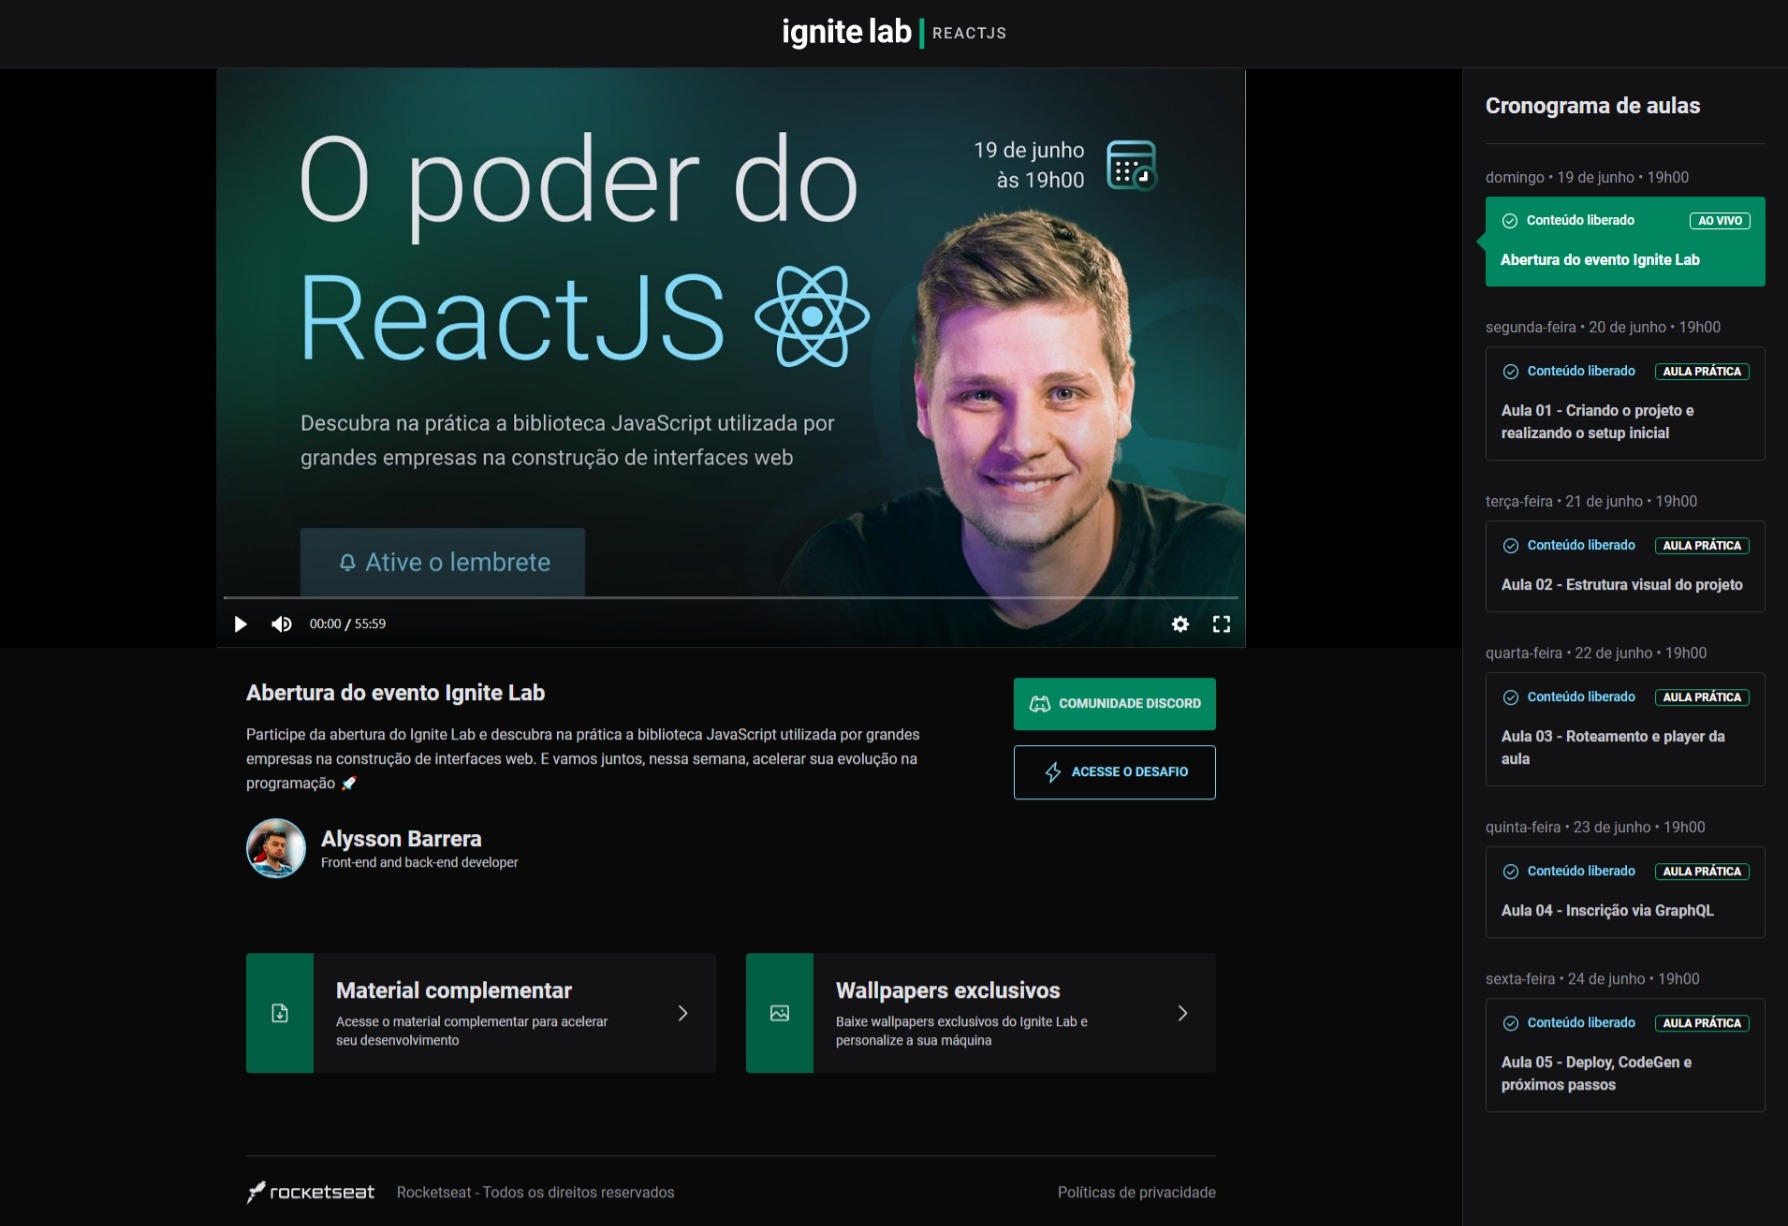 ignite lab | REACTJS
O poder do
ReactJS
19 de junho
às 19h00
Descubra na prática a biblioteca JavaScript utilizada por
grandes empresas na construção de interfaces web
Ative o lembrete
00:00 / 55:59
Abertura do evento Ignite Lab
Participe da abertura do Ignite Lab e descubra na prática a biblioteca JavaScript utilizada por grandes
empresas na construção de interfaces web. E vamos juntos, nessa semana, acelerar sua evolução na
programação 🚀
COMUNIDADE DISCORD
ACESSE O DESAFIO
Alysson Barrera
Front-end and back-end developer
Material complementar
Acesse o material complementar para acelerar
seu desenvolvimento
Wallpapers exclusivos
Baixe wallpapers exclusivos do Ignite Lab e
personalize a sua máquina
rocketseat
Rocketseat - Todos os direitos reservados
Políticas de privacidade
Cronograma de aulas
domingo • 19 de junho • 19h00
Conteúdo liberado AO VIVO
Abertura do evento Ignite Lab
segunda-feira • 20 de junho • 19h00
Conteúdo liberado AULA PRÁTICA
Aula 01 - Criando o projeto e
realizando o setup inicial
terça-feira • 21 de junho • 19h00
Conteúdo liberado AULA PRÁTICA
Aula 02 - Estrutura visual do projeto
quarta-feira • 22 de junho • 19h00
Conteúdo liberado AULA PRÁTICA
Aula 03 - Roteamento e player da
aula
quinta-feira • 23 de junho • 19h00
Conteúdo liberado AULA PRÁTICA
Aula 04 - Inscrição via GraphQL
sexta-feira • 24 de junho • 19h00
Conteúdo liberado AULA PRÁTICA
Aula 05 - Deploy, CodeGen e
próximos passos